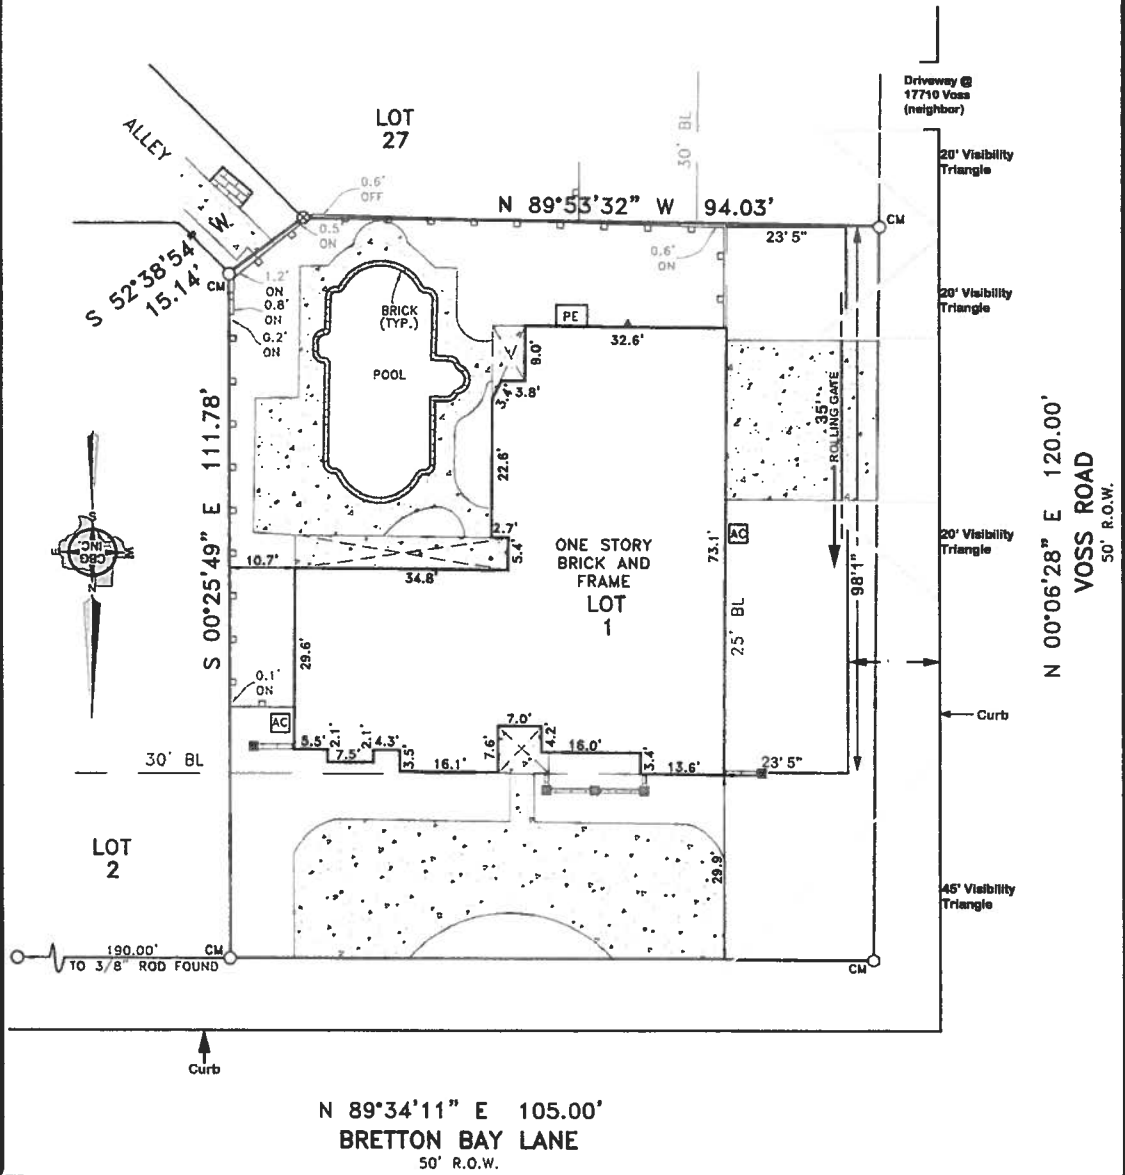 Driveway @
17710 Voss
(neighbor)
LOT
27
ALLEY
30' BL
20' Visibility
Triangle
0.6'
OFF
N 89°53'32" W 94.03'
CM
W.
0.5'
ON
0.6'
ON
23'5"
S 52°38'54"
15.14'
CM
1.2'
ON
0.8'
ON
0.2'
ON
20' Visibility
Triangle
BRICK
(TYP.)
PE
32.6'
9.0'
POOL
3.8'
3.4'
35'
ROLLING GATE
S 00°25'49" E 111.78'
22.6'
N 00°06'28" E 120.00'
VOSS ROAD
50' R.O.W.
S
E
W
CBG
INC.
N
2.7'
5.4'
10.7'
34.8'
ONE STORY
BRICK AND
FRAME
LOT
1
73.1'
AC
20' Visibility
Triangle
98'1"
25' BL
29.6'
0.1'
ON
AC
Curb
5.5'
2.1'
7.5'
2.1'
4.3'
3.5'
16.1'
7.6'
7.0'
4.2'
16.0'
3.4'
13.6'
23'5"
30' BL
LOT
2
29.9'
45' Visibility
Triangle
190.00'
TO 3/8" ROD FOUND
CM
CM
Curb
N 89°34'11" E 105.00'
BRETTON BAY LANE
50' R.O.W.